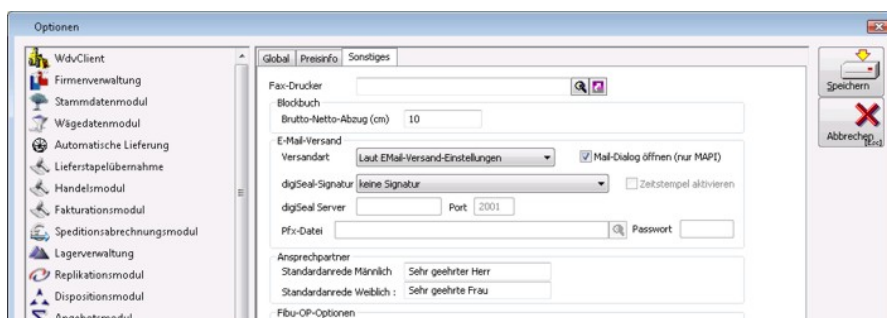 Optionen
WdvClient
Firmenverwaltung
Stammdatenmodul
Wägedatenmodul
Automatische Lieferung
Lieferstapelübernahme
Handelsmodul
Fakturationsmodul
Speditionsabrechnungsmodul
Lagerverwaltung
Replikationsmodul
Dispositionsmodul
Angebotsmodul
Global Preisinfo Sonstiges
Fax-Drucker
Blockbuch
Brutto-Netto-Abzug (cm) 10
E-Mail-Versand
Versandart Laut EMail-Versand-Einstellungen Mail-Dialog öffnen (nur MAPI)
digiSeal-Signatur keine Signatur Zeitstempel aktivieren
digiSeal Server Port 2001
Pfx-Datei Passwort
Ansprechpartner
Standardanrede Männlich Sehr geehrter Herr
Standardanrede Weiblich : Sehr geehrte Frau
Fibu-OP-Optionen
Speichern
Abbrechen
[Esc]